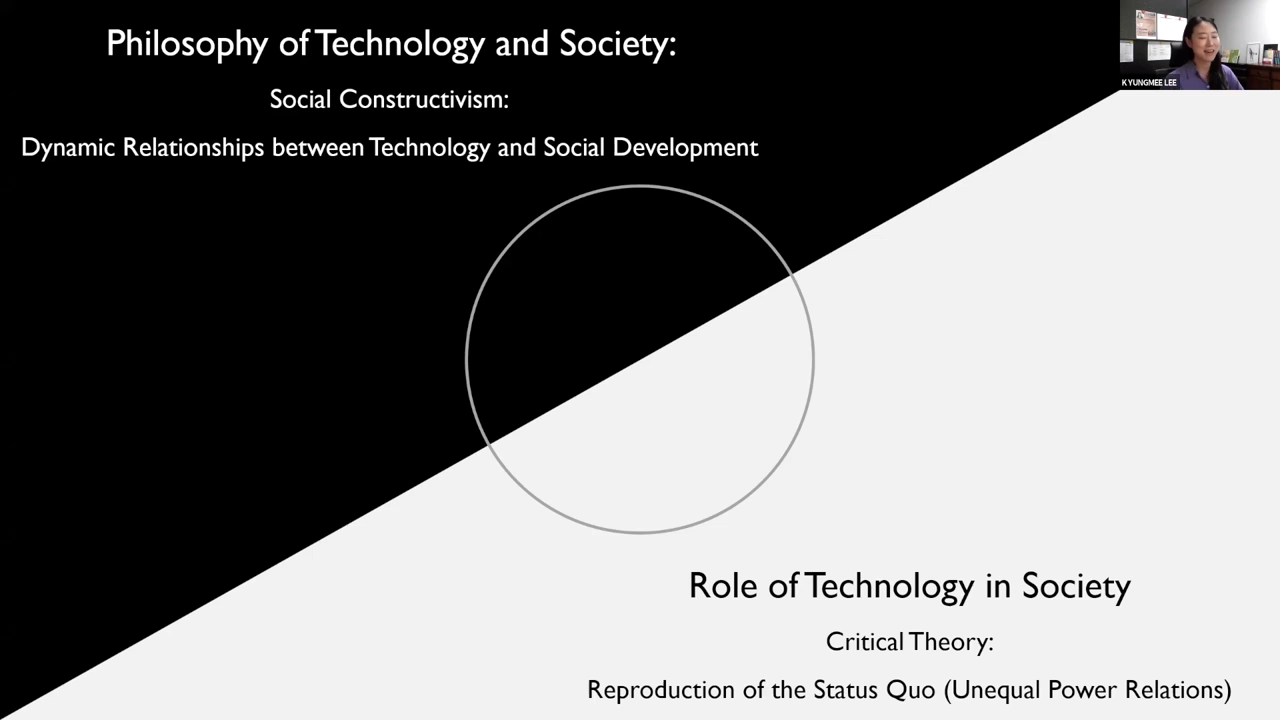 Philosophy of Technology and Society:
Social Constructivism:
Dynamic Relationships between Technology and Social Development
KYUNGMEE LEE
Role of Technology in Society
Critical Theory:
Reproduction of the Status Quo (Unequal Power Relations)